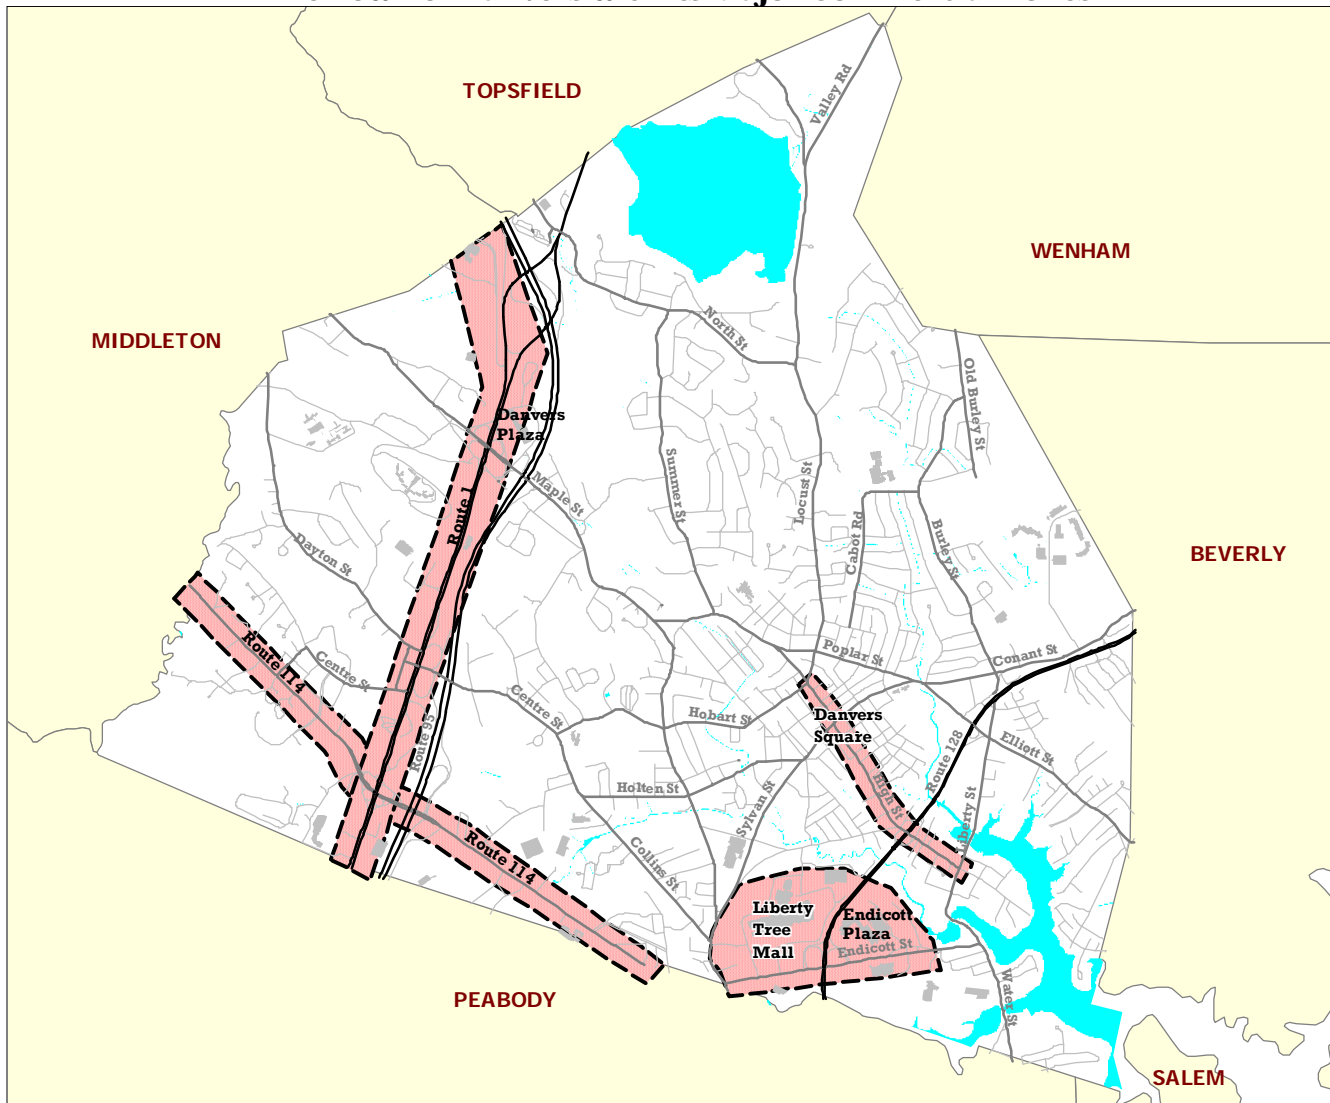 TOPSFIELD
Valley Rd
WENHAM
MIDDLETON
North St
Old Burley St
Danvers
Plaza
Summer St
Locust St
Maple St
Route 1
Cabot Rd
Burley St
BEVERLY
Dayton St
Route 114
Centre St
Poplar St
Conant St
Centre St
Hobart St
Danvers
Square
Route 95
Route 128
Elliott St
Holten St
High St
Sylvan St
Liberty St
Route 114
Collins St
Liberty
Tree
Mall
Endicott
Plaza
Endicott St
Water St
PEABODY
SALEM